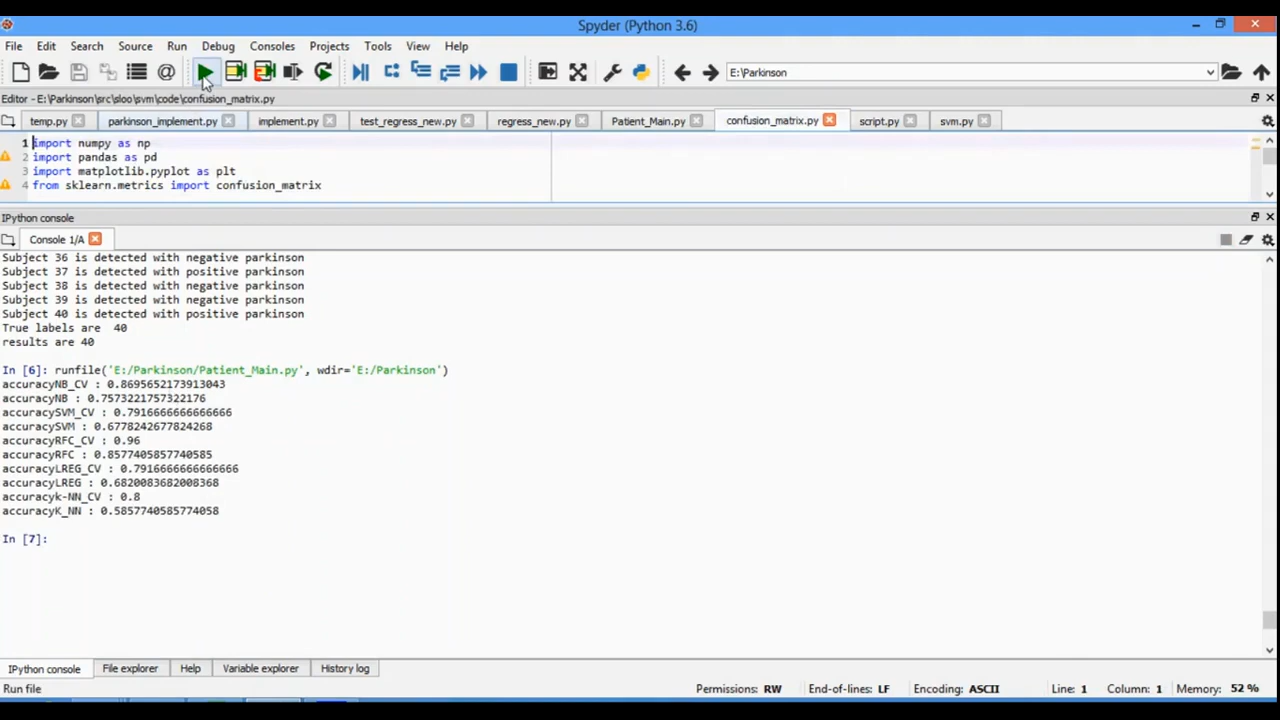 Spyder (Python 3.6)
File Edit Search Source Run Debug Consoles Projects Tools View Help
E:\Parkinson
Editor - E:\Parkinson\src\sloo\svm\code\confusion_matrix.py
temp.py parkinson_implement.py implement.py test_regress_new.py regress_new.py Patient_Main.py confusion_matrix.py script.py svm.py
1 import numpy as np
2 import pandas as pd
3 import matplotlib.pyplot as plt
4 from sklearn.metrics import confusion_matrix
IPython console
Console 1/A
Subject 36 is detected with negative parkinson
Subject 37 is detected with positive parkinson
Subject 38 is detected with negative parkinson
Subject 39 is detected with negative parkinson
Subject 40 is detected with positive parkinson
True labels are  40
results are 40
In [6]: runfile('E:/Parkinson/Patient_Main.py', wdir='E:/Parkinson')
accuracyNB_CV : 0.8695652173913043
accuracyNB : 0.7573221757322176
accuracySVM_CV : 0.7916666666666666
accuracySVM : 0.6778242677824268
accuracyRFC_CV : 0.96
accuracyRFC : 0.8577405857740585
accuracyLREG_CV : 0.7916666666666666
accuracyLREG : 0.6820083682008368
accuracyk-NN_CV : 0.8
accuracyK_NN : 0.5857740585774058
In [7]:
IPython console File explorer Help Variable explorer History log
Run file Permissions: RW End-of-lines: LF Encoding: ASCII Line: 1 Column: 1 Memory: 52 %